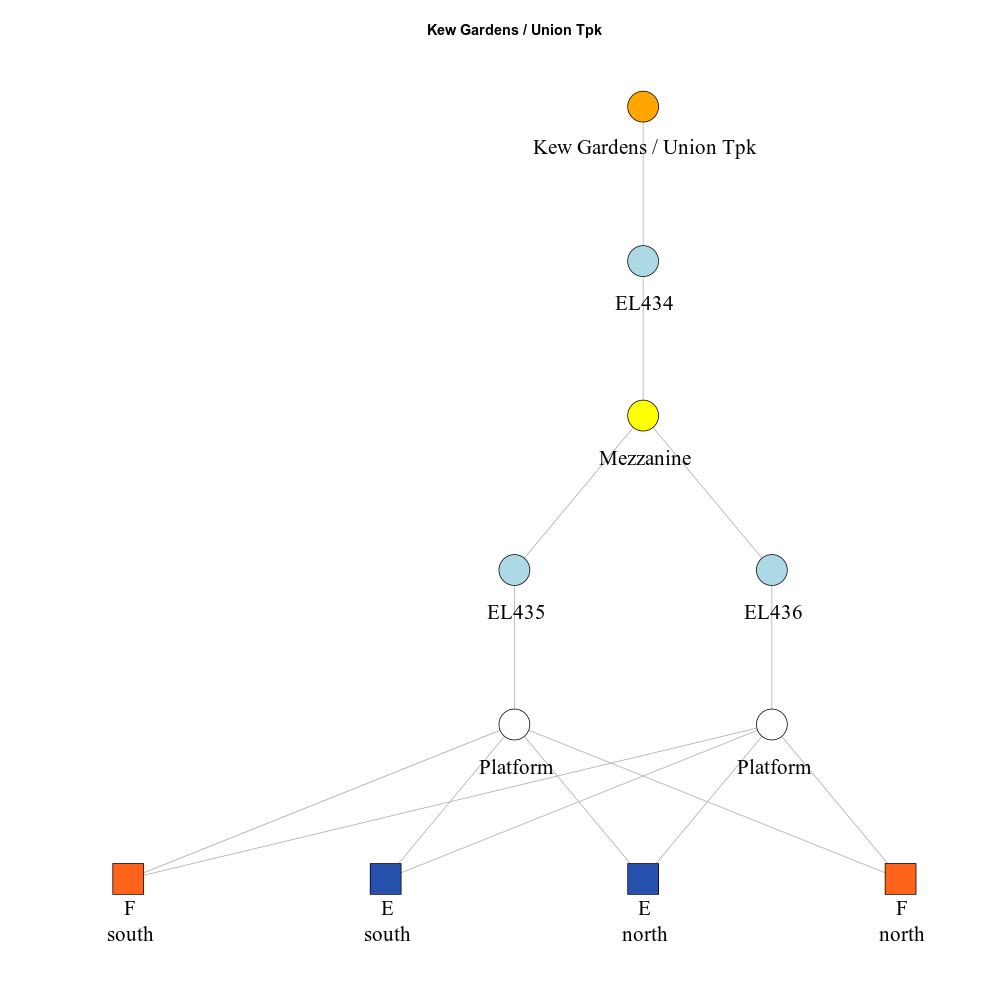 Kew Gardens / Union Tpk
Kew Gardens / Union Tpk
EL434
Mezzanine
EL435
EL436
Platform
Platform
F
south
E
south
E
north
F
north